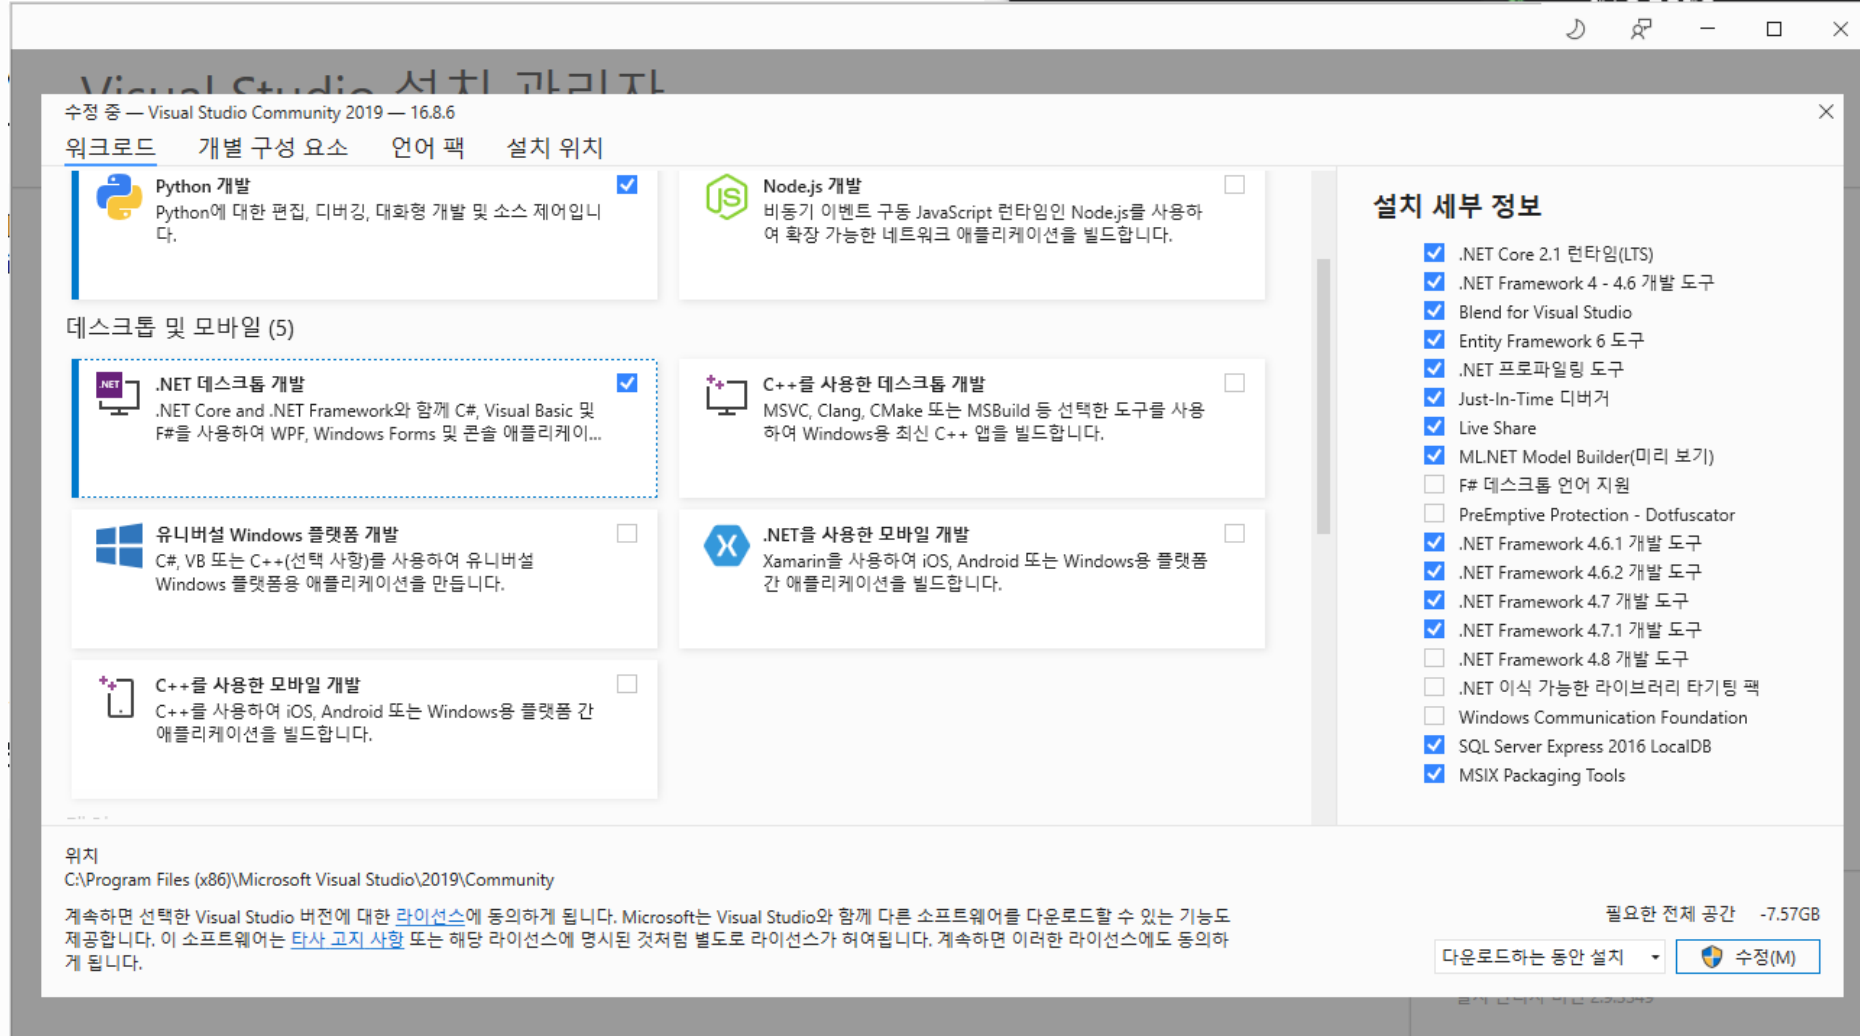 Visual Studio 설치 관리자
수정 중 — Visual Studio Community 2019 — 16.8.6
워크로드 개별 구성 요소 언어 팩 설치 위치
Python 개발
Python에 대한 편집, 디버깅, 대화형 개발 및 소스 제어입니
다.
Node.js 개발
비동기 이벤트 구동 JavaScript 런타임인 Node.js를 사용하
여 확장 가능한 네트워크 애플리케이션을 빌드합니다.
데스크톱 및 모바일 (5)
.NET
.NET 데스크톱 개발
.NET Core and .NET Framework와 함께 C#, Visual Basic 및
F#을 사용하여 WPF, Windows Forms 및 콘솔 애플리케이...
C++를 사용한 데스크톱 개발
MSVC, Clang, CMake 또는 MSBuild 등 선택한 도구를 사용
하여 Windows용 최신 C++ 앱을 빌드합니다.
유니버설 Windows 플랫폼 개발
C#, VB 또는 C++(선택 사항)를 사용하여 유니버설
Windows 플랫폼용 애플리케이션을 만듭니다.
.NET을 사용한 모바일 개발
Xamarin을 사용하여 iOS, Android 또는 Windows용 플랫폼
간 애플리케이션을 빌드합니다.
C++를 사용한 모바일 개발
C++를 사용하여 iOS, Android 또는 Windows용 플랫폼 간
애플리케이션을 빌드합니다.
설치 세부 정보
.NET Core 2.1 런타임(LTS)
.NET Framework 4 - 4.6 개발 도구
Blend for Visual Studio
Entity Framework 6 도구
.NET 프로파일링 도구
Just-In-Time 디버거
Live Share
ML.NET Model Builder(미리 보기)
F# 데스크톱 언어 지원
PreEmptive Protection - Dotfuscator
.NET Framework 4.6.1 개발 도구
.NET Framework 4.6.2 개발 도구
.NET Framework 4.7 개발 도구
.NET Framework 4.7.1 개발 도구
.NET Framework 4.8 개발 도구
.NET 이식 가능한 라이브러리 타기팅 팩
Windows Communication Foundation
SQL Server Express 2016 LocalDB
MSIX Packaging Tools
위치
C:\Program Files (x86)\Microsoft Visual Studio\2019\Community
계속하면 선택한 Visual Studio 버전에 대한 라이선스에 동의하게 됩니다. Microsoft는 Visual Studio와 함께 다른 소프트웨어를 다운로드할 수 있는 기능도
제공합니다. 이 소프트웨어는 타사 고지 사항 또는 해당 라이선스에 명시된 것처럼 별도로 라이선스가 허여됩니다. 계속하면 이러한 라이선스에도 동의하
게 됩니다.
필요한 전체 공간 -7.57GB
다운로드하는 동안 설치
수정(M)